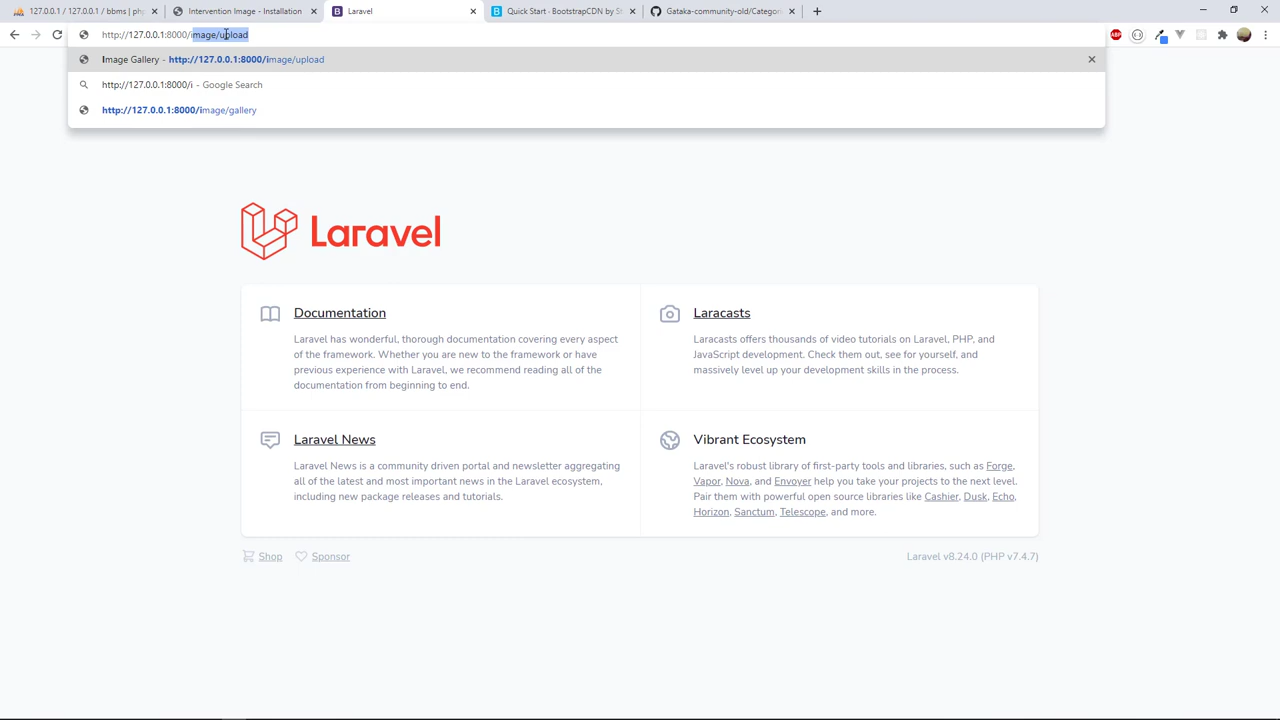 127.0.0.1 / 127.0.0.1 / bbms | ph
Intervention Image - Installation
Laravel
Quick Start · BootstrapCDN by St
Gataka-community-old/Categori
http://127.0.0.1:8000/image/upload
Image Gallery - http://127.0.0.1:8000/image/upload
http://127.0.0.1:8000/i - Google Search
http://127.0.0.1:8000/image/gallery
ABP
Laravel
Documentation
Laravel has wonderful, thorough documentation covering every aspect
of the framework. Whether you are new to the framework or have
previous experience with Laravel, we recommend reading all of the
documentation from beginning to end.
Laracasts
Laracasts offers thousands of video tutorials on Laravel, PHP, and
JavaScript development. Check them out, see for yourself, and
massively level up your development skills in the process.
Laravel News
Laravel News is a community driven portal and newsletter aggregating
all of the latest and most important news in the Laravel ecosystem,
including new package releases and tutorials.
Vibrant Ecosystem
Laravel's robust library of first-party tools and libraries, such as Forge,
Vapor, Nova, and Envoyer help you take your projects to the next level.
Pair them with powerful open source libraries like Cashier, Dusk, Echo,
Horizon, Sanctum, Telescope, and more.
Shop
Sponsor
Laravel v8.24.0 (PHP v7.4.7)